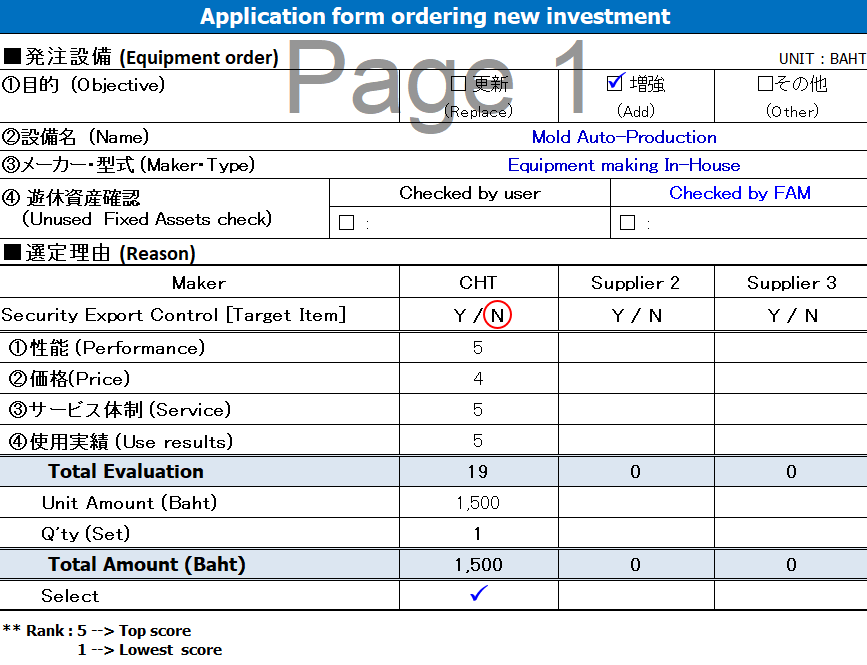 Application form ordering new investment
■発注設備 (Equipment order)
UNIT : BAHT
Page 1
①目的 (Objective) □ 更新 ☑ 増強 □その他
(Replace) (Add) (Other)
②設備名 (Name) Mold Auto-Production
③メーカー・型式 (Maker・Type) Equipment making In-House
④ 遊休資産確認 Checked by user Checked by FAM
(Unused Fixed Assets check) □ : □ :
■選定理由 (Reason)
Maker CHT Supplier 2 Supplier 3
Security Export Control [Target Item] Y / N Y / N Y / N
①性能 (Performance) 5
②価格(Price) 4
③サービス体制 (Service) 5
④使用実績 (Use results) 5
Total Evaluation 19 0 0
Unit Amount (Baht) 1,500
Q'ty (Set) 1
Total Amount (Baht) 1,500 0 0
Select ✓
** Rank : 5 --> Top score
1 --> Lowest score